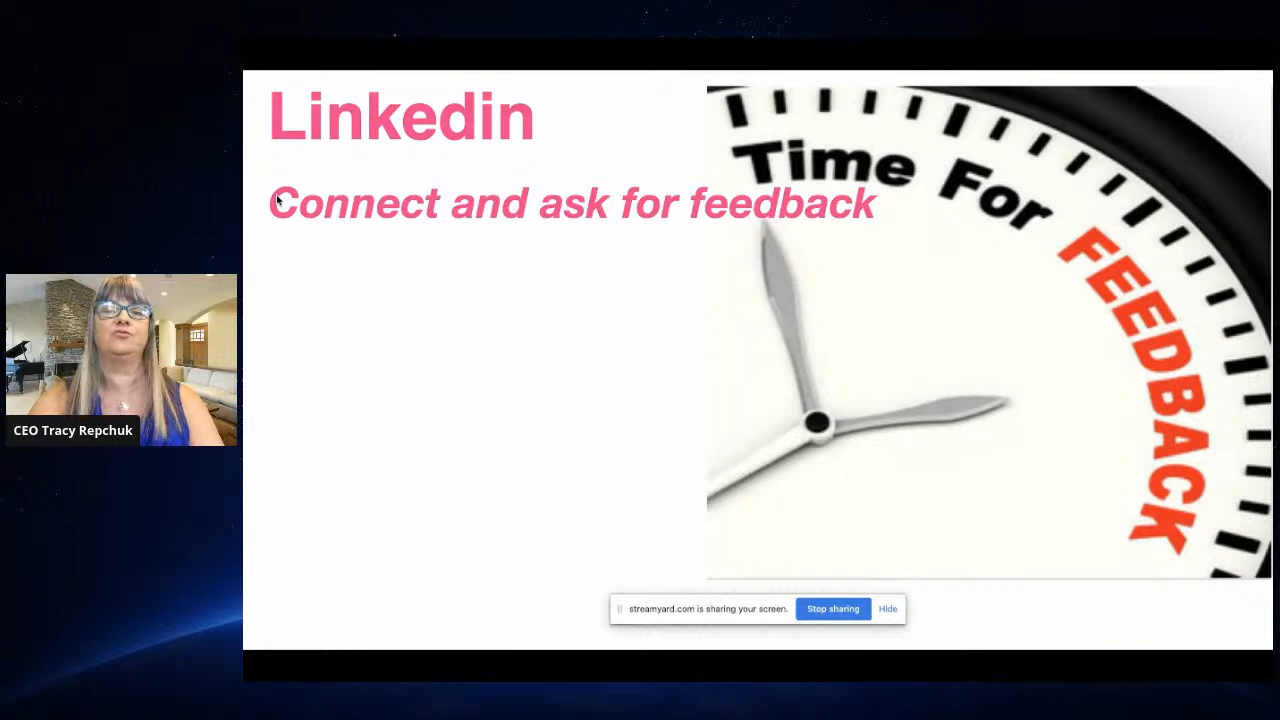 Linkedin
Connect and ask for feedback
Time For
FEEDBACK
CEO Tracy Repchuk
streamyard.com is sharing your screen.
Stop sharing
Hide